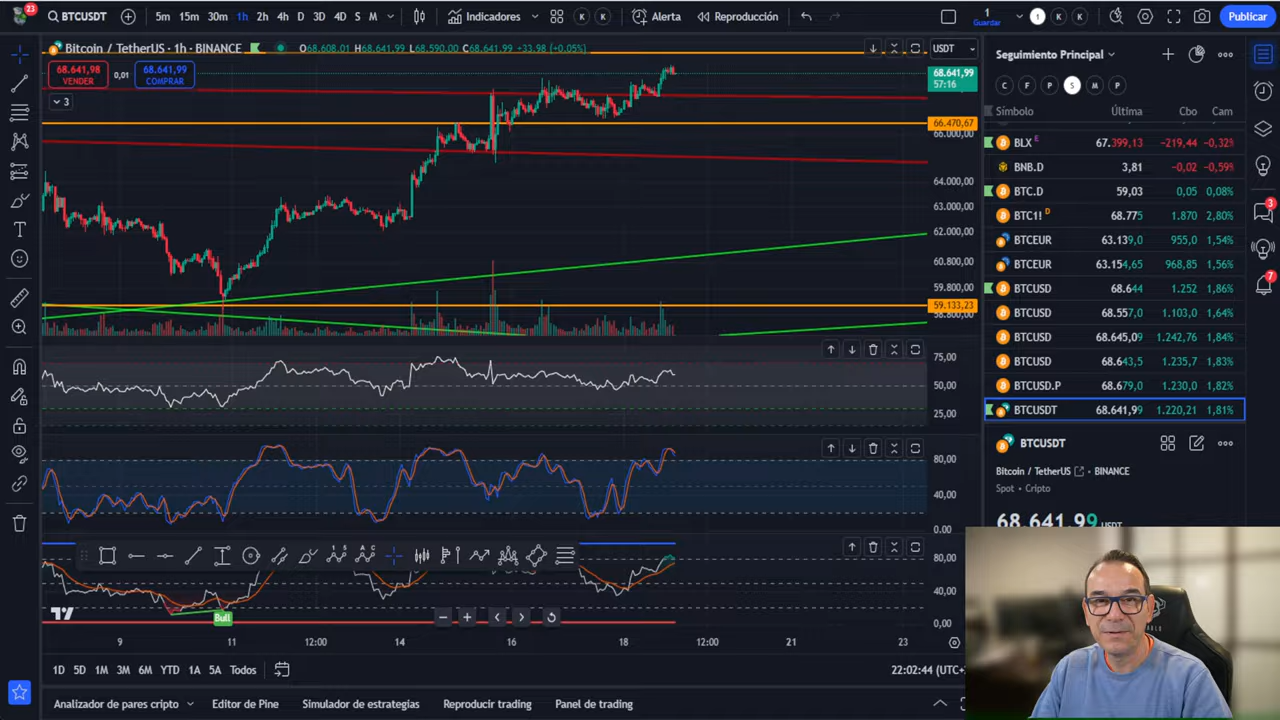 23
BTCUSDT
5m 15m 30m 1h 2h 4h D 3D 4D S M
Indicadores
K K
Alerta
Reproducción
1
Guardar
1 K K
Publicar
Bitcoin / TetherUS · 1h · BINANCE
O68.608,01 H68.641,99 L68.590,00 C68.641,99 +33,98 (+0,05%)
USDT
68.641,98
VENDER
0,01
68.641,99
COMPRAR
3
68.641,99
57:16
66.470,67
66.000,00
64.000,00
63.000,00
62.000,00
60.800,00
59.800,00
59.133,23
58.800,00
75,00
50,00
25,00
80,00
40,00
0.00
80,00
40,00
0,00
Bull
9 11 12:00 14 16 18 12:00 21 23
1D 5D 1M 3M 6M YTD 1A 5A Todos
22:02:44 (UTC+
Analizador de pares cripto
Editor de Pine
Simulador de estrategias
Reproducir trading
Panel de trading
Seguimiento Principal
C F P S M P
Símbolo Última Cbo Cam
BLX E 67.399,13 -219,44 -0,32%
BNB.D 3,81 -0,02 -0,59%
BTC.D 59,03 0,05 0,08%
BTC1! D 68.775 1.870 2,80%
BTCEUR 63.139,0 955,0 1,54%
BTCEUR 63.154,65 968,85 1,56%
BTCUSD 68.644 1.252 1,86%
BTCUSD 68.557,0 1.103,0 1,64%
BTCUSD 68.645,09 1.242,76 1,84%
BTCUSD 68.643,5 1.235,7 1,83%
BTCUSD.P 68.679,0 1.230,0 1,82%
BTCUSDT 68.641,99 1.220,21 1,81%
BTCUSDT
Bitcoin / TetherUS · BINANCE
Spot · Cripto
68.641,99 USDT
3
7